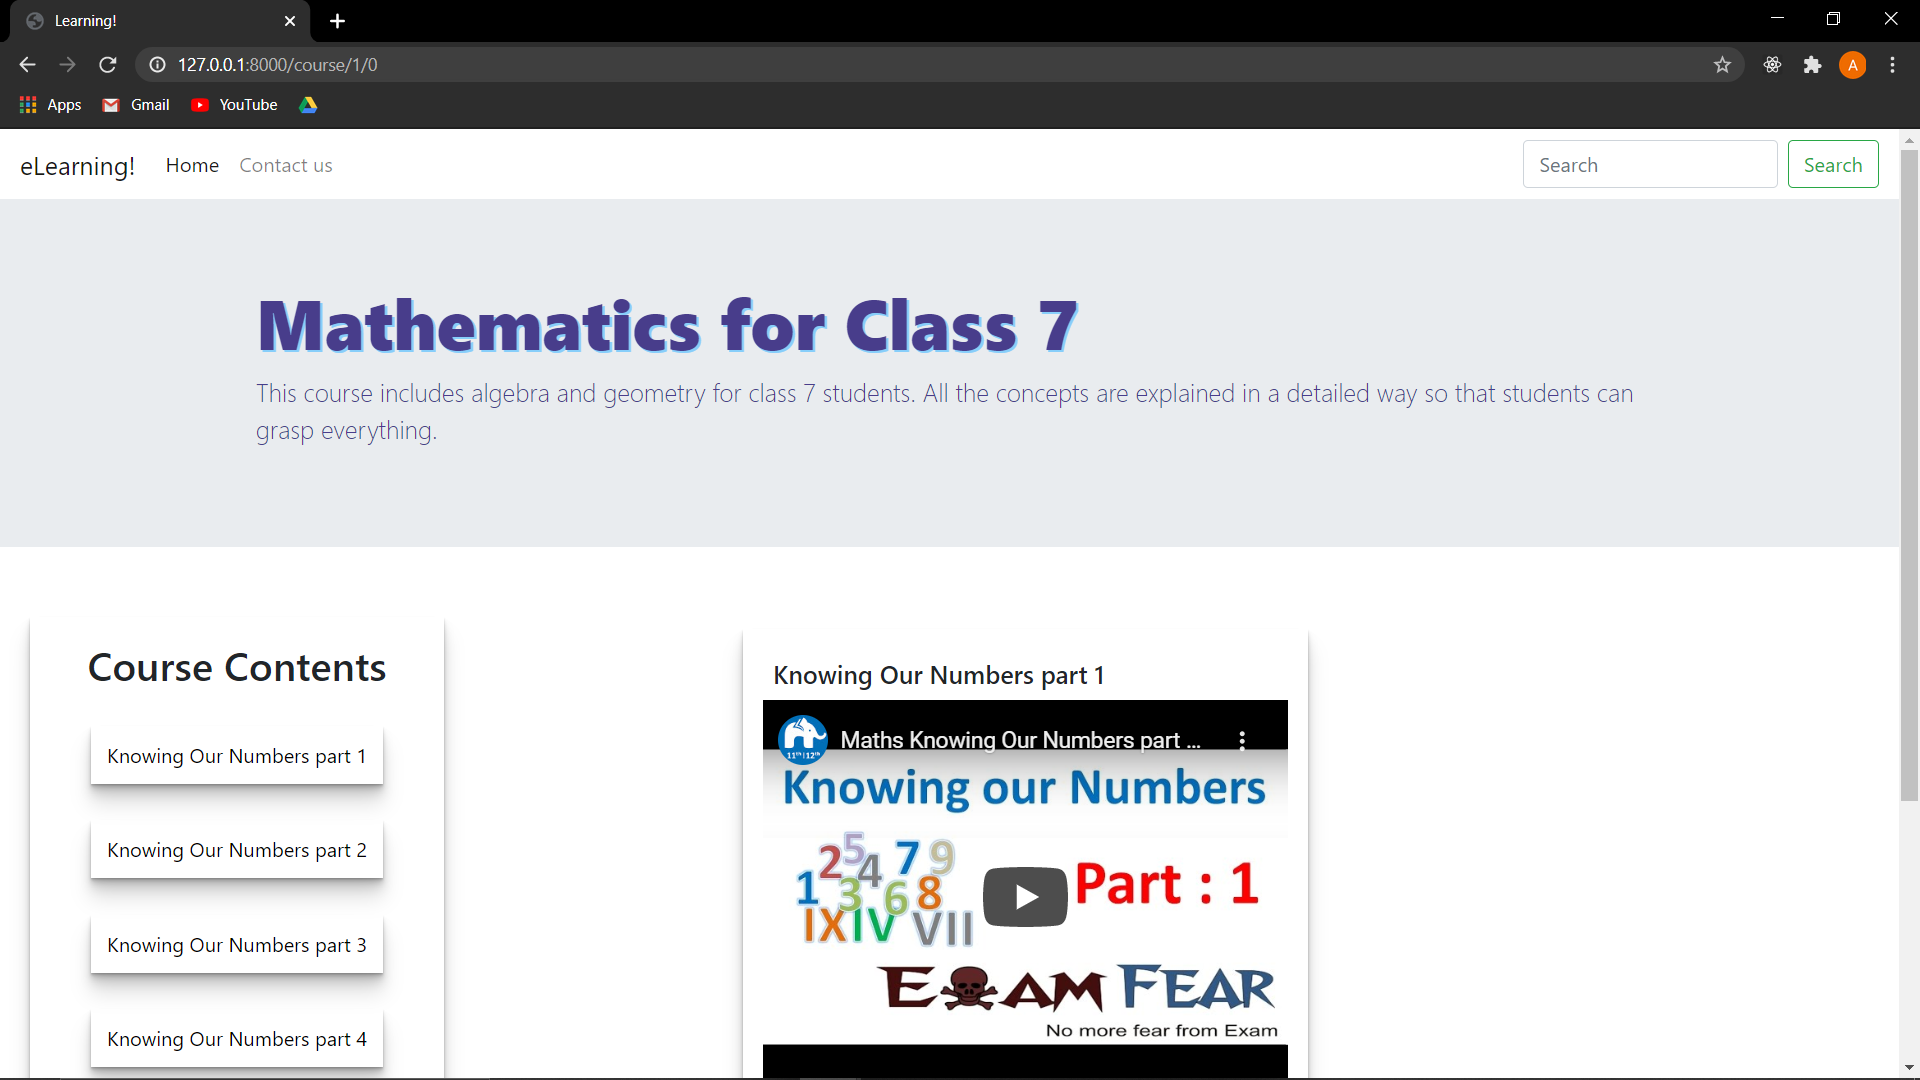 Learning!
127.0.0.1:8000/course/1/0
A
Apps Gmail YouTube
eLearning! Home Contact us Search Search
Mathematics for Class 7
This course includes algebra and geometry for class 7 students. All the concepts are explained in a detailed way so that students can
grasp everything.
Course Contents
Knowing Our Numbers part 1
Knowing Our Numbers part 2
Knowing Our Numbers part 3
Knowing Our Numbers part 4
Knowing Our Numbers part 1
Maths Knowing Our Numbers part ...
11th | 12th
Knowing our Numbers
1 2 5 3 4 7 6 9 8
IX IV VII
Part : 1
EXAM FEAR
No more fear from Exam